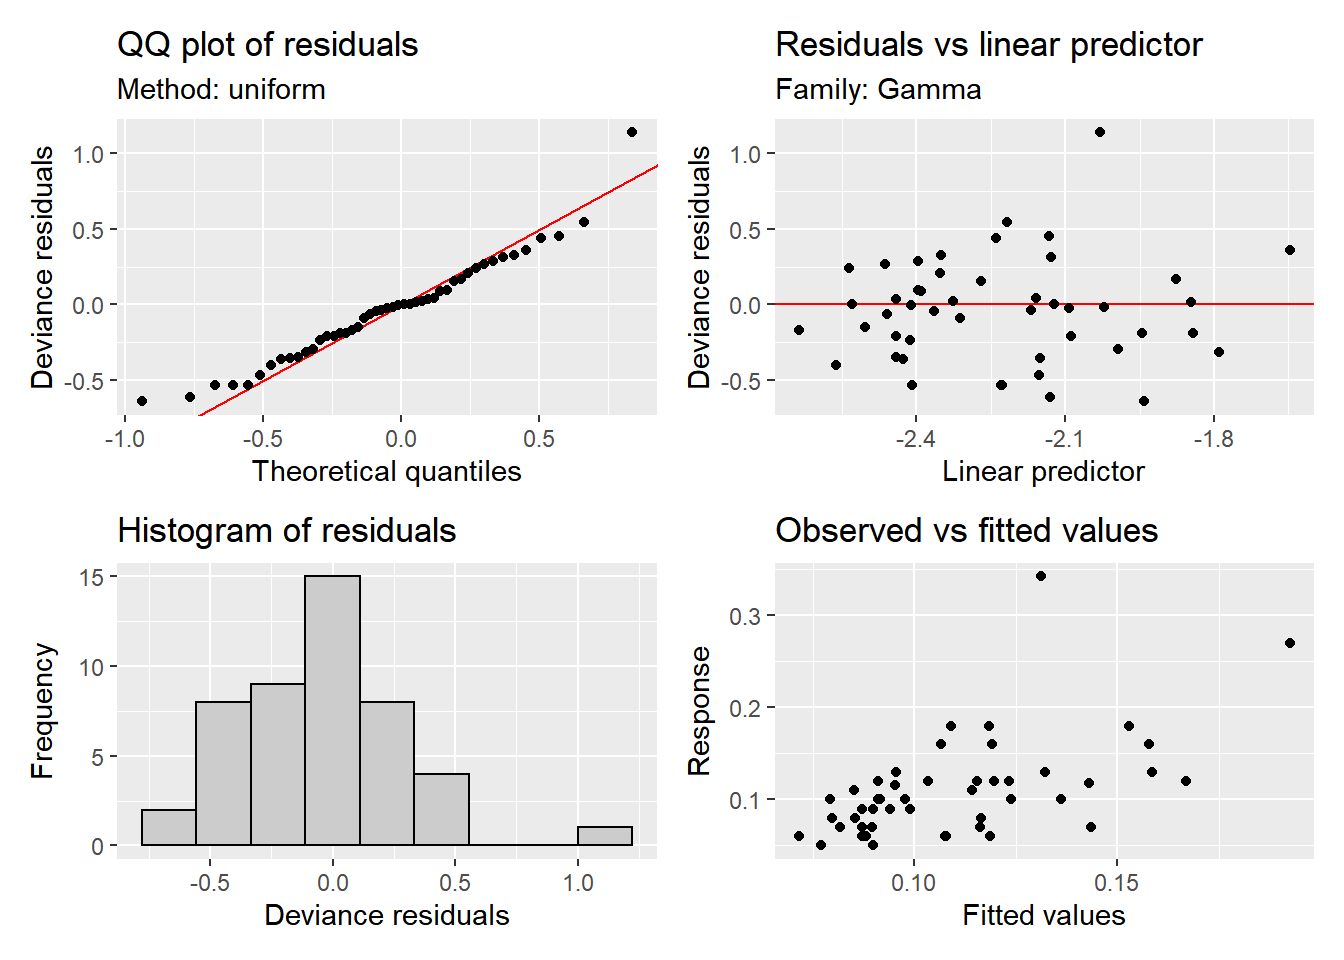 QQ plot of residuals
Method: uniform
Deviance residuals
1.0
0.5
0.0
-0.5
-1.0
-0.5
0.0
0.5
Theoretical quantiles
Residuals vs linear predictor
Family: Gamma
Deviance residuals
1.0
0.5
0.0
-0.5
-2.4
-2.1
-1.8
Linear predictor
Histogram of residuals
Frequency
15
10
5
0
-0.5
0.0
0.5
1.0
Deviance residuals
Observed vs fitted values
Response
0.3
0.2
0.1
0.10
0.15
Fitted values